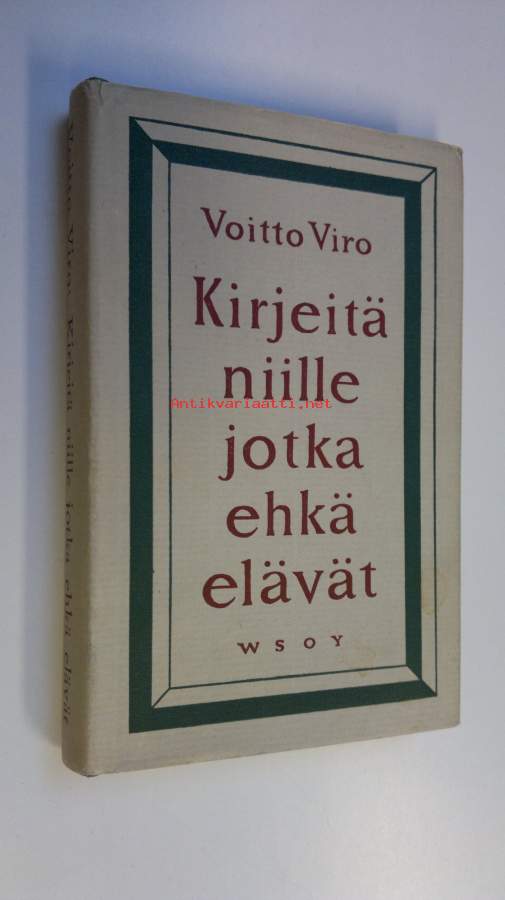 Voitto Viro
Kirjeitä
niille
Antikvariaatti.net
jotka
ehkä
elävät
WSOY
Voitto Viro Kirjeitä niille jotka ehkä elävät